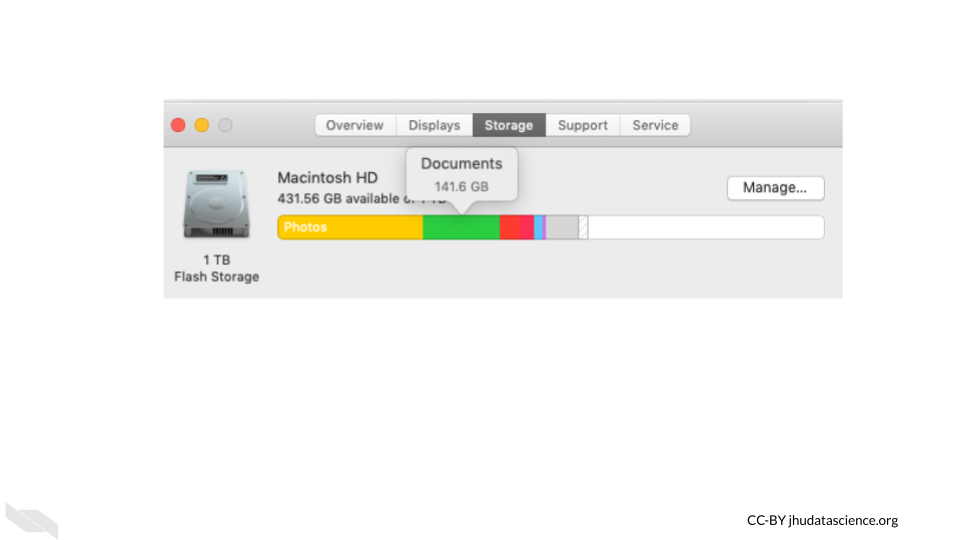 Overview Displays Storage Support Service
Documents
141.6 GB
Macintosh HD
431.56 GB available
Manage...
Photos
1 TB
Flash Storage
CC-BY jhudatascience.org